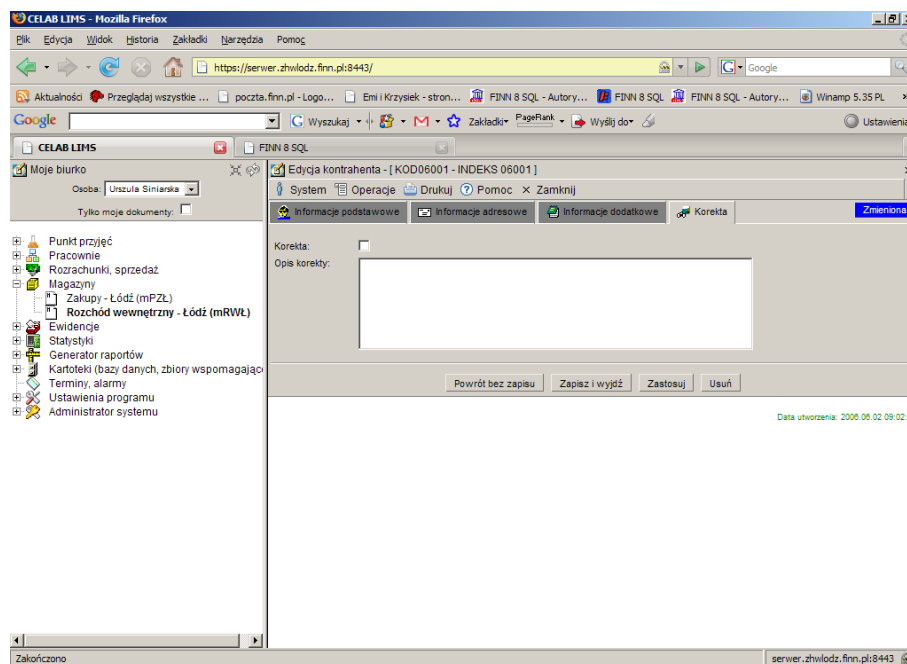 CELAB LIMS - Mozilla Firefox
Plik Edycja Widok Historia Zakładki Narzędzia Pomoc
https://serwer.zhwlodz.finn.pl:8443/ Google
Aktualności Przeglądaj wszystkie ... poczta.finn.pl - Logo... Emi i Krzysiek - stron... FINN 8 SQL - Autory... FINN 8 SQL FINN 8 SQL - Autory... Winamp 5.35 PL
Google Wyszukaj Zakładki PageRank Wyślij do Ustawienia
CELAB LIMS FINN 8 SQL
Moje biurko
Osoba: Urszula Siniarska
Tylko moje dokumenty:
Punkt przyjęć
Pracownie
Rozrachunki, sprzedaż
Magazyny
Zakupy - Łódź (mPZŁ)
Rozchód wewnętrzny - Łódź (mRWŁ)
Ewidencje
Statystyki
Generator raportów
Kartoteki (bazy danych, zbiory wspomagające
Terminy, alarmy
Ustawienia programu
Administrator systemu
Edycja kontrahenta - [ KOD06001 - INDEKS 06001 ]
System Operacje Drukuj Pomoc Zamknij
Informacje podstawowe Informacje adresowe Informacje dodatkowe Korekta Zmieniona
Korekta:
Opis korekty:
Powrót bez zapisu Zapisz i wyjdź Zastosuj Usuń
Data utworzenia: 2006.06.02 09:02:
Zakończono serwer.zhwlodz.finn.pl:8443